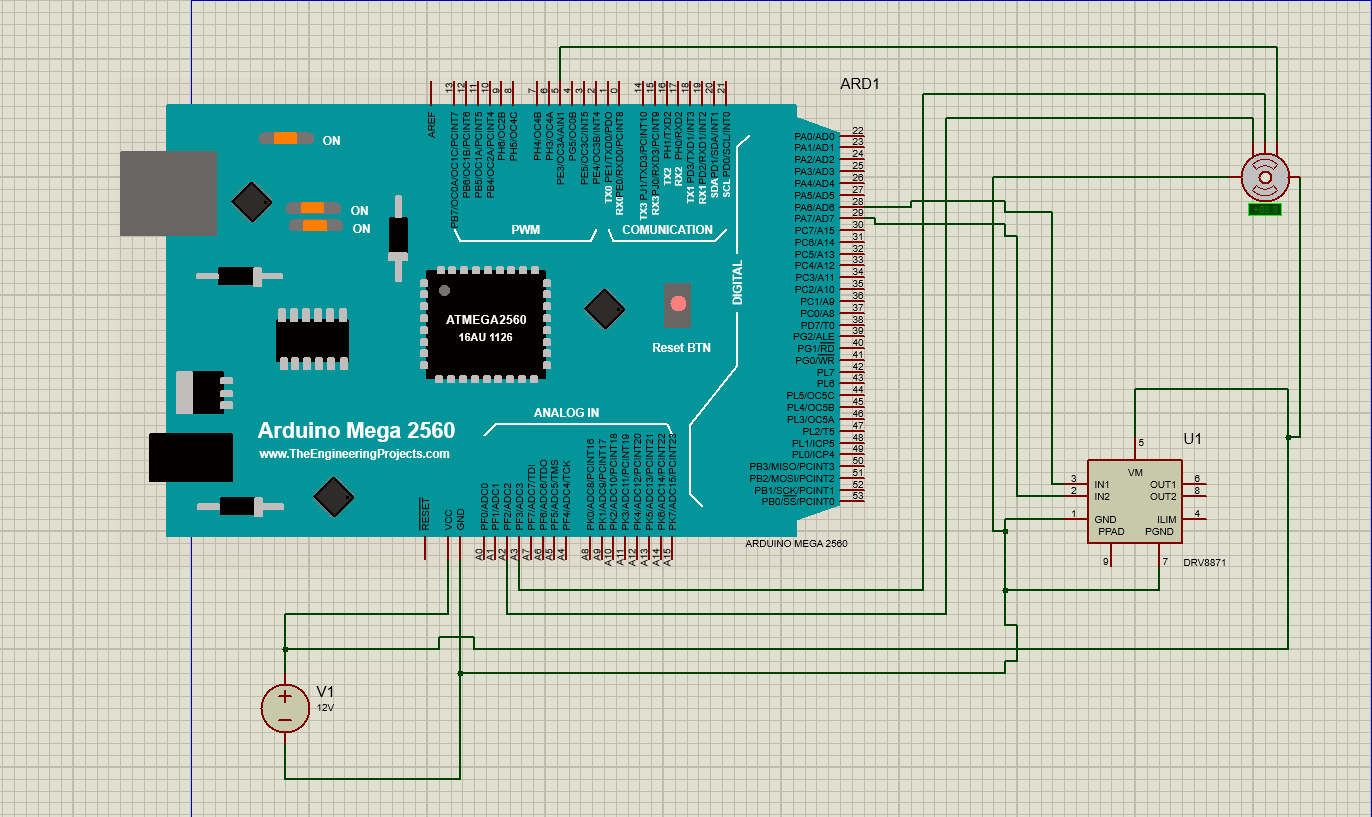 ARD1
AREF
13
12
11
10
9
8
7
6
5
4
3
2
1
0
14
15
16
17
18
19
20
21
PB7/OC0A/OC1C/PCINT7
PB6/OC1B/PCINT6
PB5/OC1A/PCINT5
PB4/OC2A/PCINT4
PH6/OC2B
PH5/OC4C
PH4/OC4B
PH3/OC4A
PE3/OC3A/AIN1
PG5/OC0B
PE5/OC3C/INT5
PE4/OC3B/INT4
TX0 PE1/TXD0/PDO
RX0 PE0/RXD0/PCINT8
TX3 PJ1/TXD3/PCINT10
RX3 PJ0/RXD3/PCINT9
TX2 PH1/TXD2
RX2 PH0/RXD2
TX1 PD3/TXD1/INT3
RX1 PD2/RXD1/INT2
SDA PD1/SDA/INT1
SCL PD0/SCL/INT0
ON
ON
ON
PWM
COMUNICATION
DIGITAL
PA0/AD0 22
PA1/AD1 23
PA2/AD2 24
PA3/AD3 25
PA4/AD4 26
PA5/AD5 27
PA6/AD6 28
PA7/AD7 29
PC7/A15 30
PC6/A14 31
PC5/A13 32
PC4/A12 33
PC3/A11 34
PC2/A10 35
PC1/A9 36
PC0/A8 37
PD7/T0 38
PG2/ALE 39
PG1/RD 40
PG0/WR 41
PL7 42
PL6 43
PL5/OC5C 44
PL4/OC5B 45
PL3/OC5A 46
PL2/T5 47
PL1/ICP5 48
PL0/ICP4 49
PB3/MISO/PCINT3 50
PB2/MOSI/PCINT2 51
PB1/SCK/PCINT1 52
PB0/SS/PCINT0 53
ATMEGA2560
16AU 1126
Reset BTN
ANALOG IN
Arduino Mega 2560
www.TheEngineeringProjects.com
RESET
VCC
GND
PF0/ADC0
PF1/ADC1
PF2/ADC2
PF3/ADC3
PF7/ADC7/TDI
PF6/ADC6/TDO
PF5/ADC5/TMS
PF4/ADC4/TCK
PK0/ADC8/PCINT16
PK1/ADC9/PCINT17
PK2/ADC10/PCINT18
PK3/ADC11/PCINT19
PK4/ADC12/PCINT20
PK5/ADC13/PCINT21
PK6/ADC14/PCINT22
PK7/ADC15/PCINT23
A0
A1
A2
A3
A7
A6
A5
A4
A8
A9
A10
A11
A12
A13
A14
A15
ARDUINO MEGA 2560
U1
5
VM
3 IN1 OUT1 6
2 IN2 OUT2 8
1 GND ILIM 4
PPAD PGND
9 7
DRV8871
V1
12V